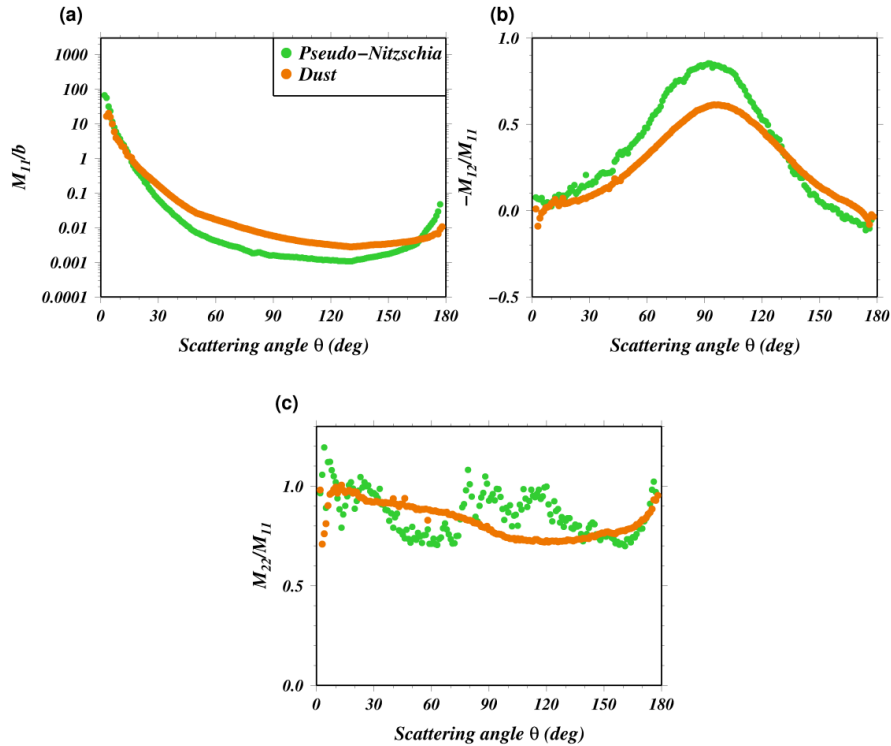 (a)
3000
100
10
1
0.1
0.01
0.001
0.0001
M11/b
0 30 60 90 120 150 180
Scattering angle θ (deg)
Pseudo−Nitzschia
Dust
(b)
1.0
0.5
0.0
−0.5
−M12/M11
0 30 60 90 120 150 180
Scattering angle θ (deg)
(c)
1.0
0.5
0.0
M22/M11
0 30 60 90 120 150 180
Scattering angle θ (deg)